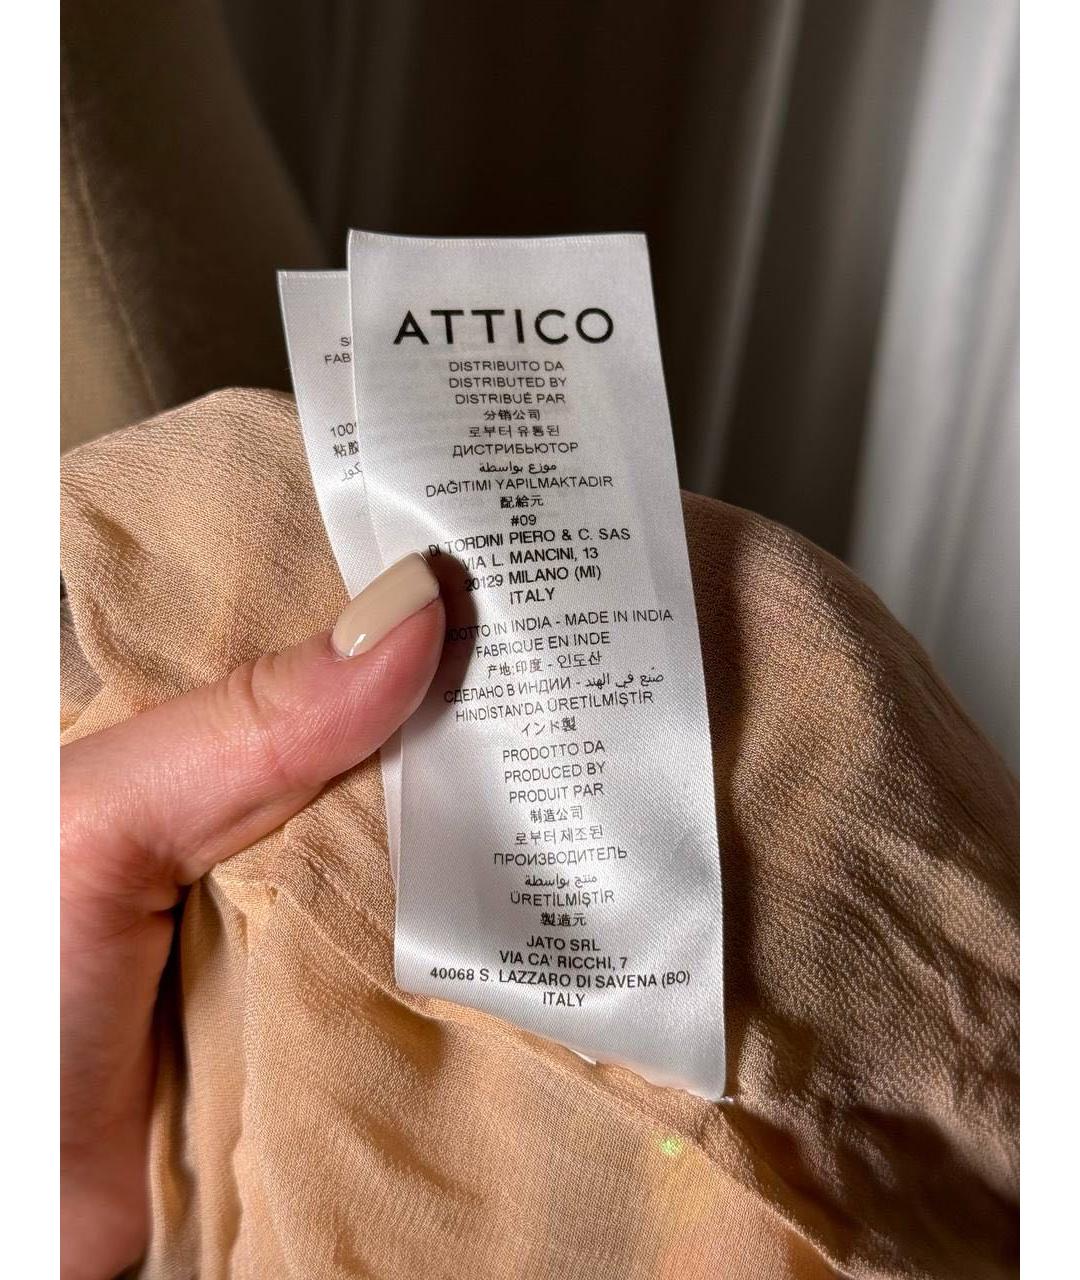 ATTICO
DISTRIBUITO DA
DISTRIBUTED BY
DISTRIBUÉ PAR
分销公司
로부터 유통된
ДИСТРИБЬЮТОР
موزع بواسطة
DAĞITIMI YAPILMAKTADIR
配給元
#09
DI TORDINI PIERO & C. SAS
VIA L. MANCINI, 13
20129 MILANO (MI)
ITALY
IN INDIA - MADE IN INDIA
FABRIQUE EN INDE
产地:印度 - 인도산
СДЕЛАНО В ИНДИИ - صُنع في الهند
HİNDİSTAN'DA ÜRETİLMİŞTİR
インド製
PRODOTTO DA
PRODUCED BY
PRODUIT PAR
制造公司
로부터 제조된
ПРОИЗВОДИТЕЛЬ
منتج بواسطة
ÜRETİLMİŞTİR
製造元
JATO SRL
VIA CA' RICCHI, 7
40068 S. LAZZARO DI SAVENA (BO)
ITALY